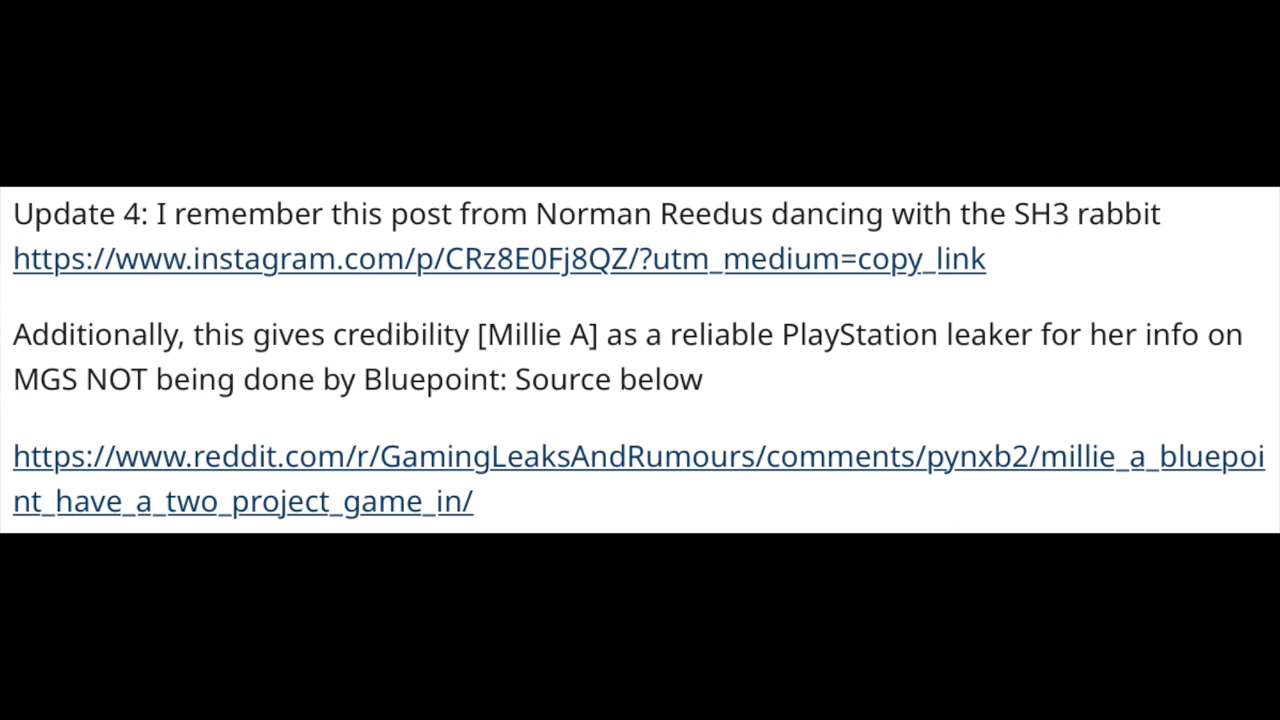 Update 4: I remember this post from Norman Reedus dancing with the SH3 rabbit
https://www.instagram.com/p/CRz8E0Fj8QZ/?utm_medium=copy_link
Additionally, this gives credibility [Millie A] as a reliable PlayStation leaker for her info on
MGS NOT being done by Bluepoint: Source below
https://www.reddit.com/r/GamingLeaksAndRumours/comments/pynxb2/millie_a_bluepoi
nt_have_a_two_project_game_in/